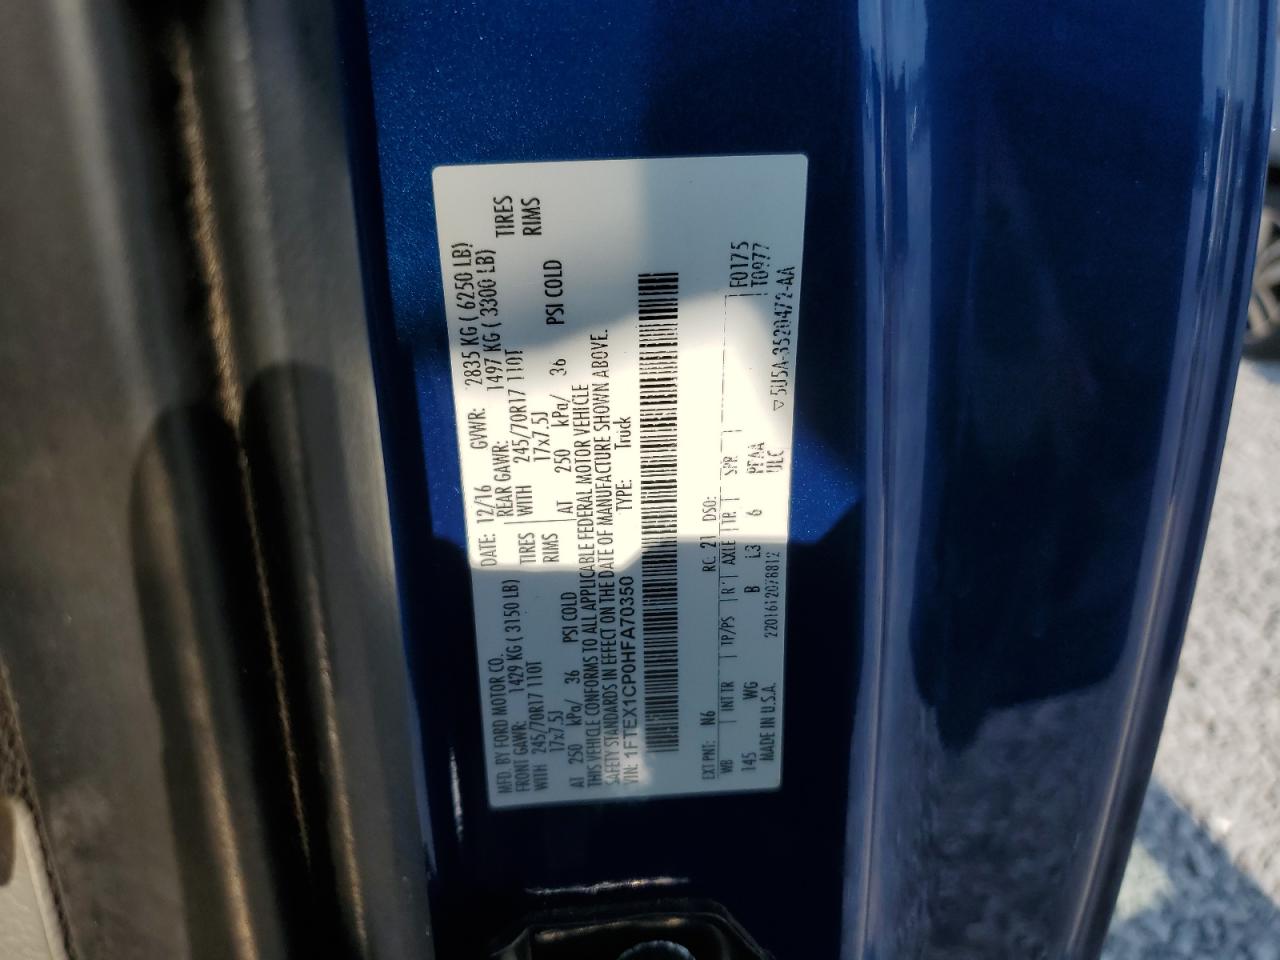 MFD. BY FORD MOTOR CO. DATE: 12/16 GVWR: 2835 KG ( 6250 LB)
FRONT GAWR: 1429 KG ( 3150 LB) REAR GAWR: 1497 KG ( 3300 LB)
WITH 245/70R17 110T TIRES WITH 245/70R17 110T TIRES
17x7.5J RIMS 17x7.5J RIMS
AT 250 kPa/ 36 PSI COLD AT 250 kPa/ 36 PSI COLD
THIS VEHICLE CONFORMS TO ALL APPLICABLE FEDERAL MOTOR VEHICLE
SAFETY STANDARDS IN EFFECT ON THE DATE OF MANUFACTURE SHOWN ABOVE.
VIN: 1FTEX1CP0HFA70350 TYPE: Truck
EXT PNT: N6 RC: 21 DSO: F0175
WB INT TR TP/PS R AXLE TR SPR T0977
145 WG B L3 6 PFAA
MADE IN U.S.A. 2201612078812 ULC ▽5U5A-3520472-AA